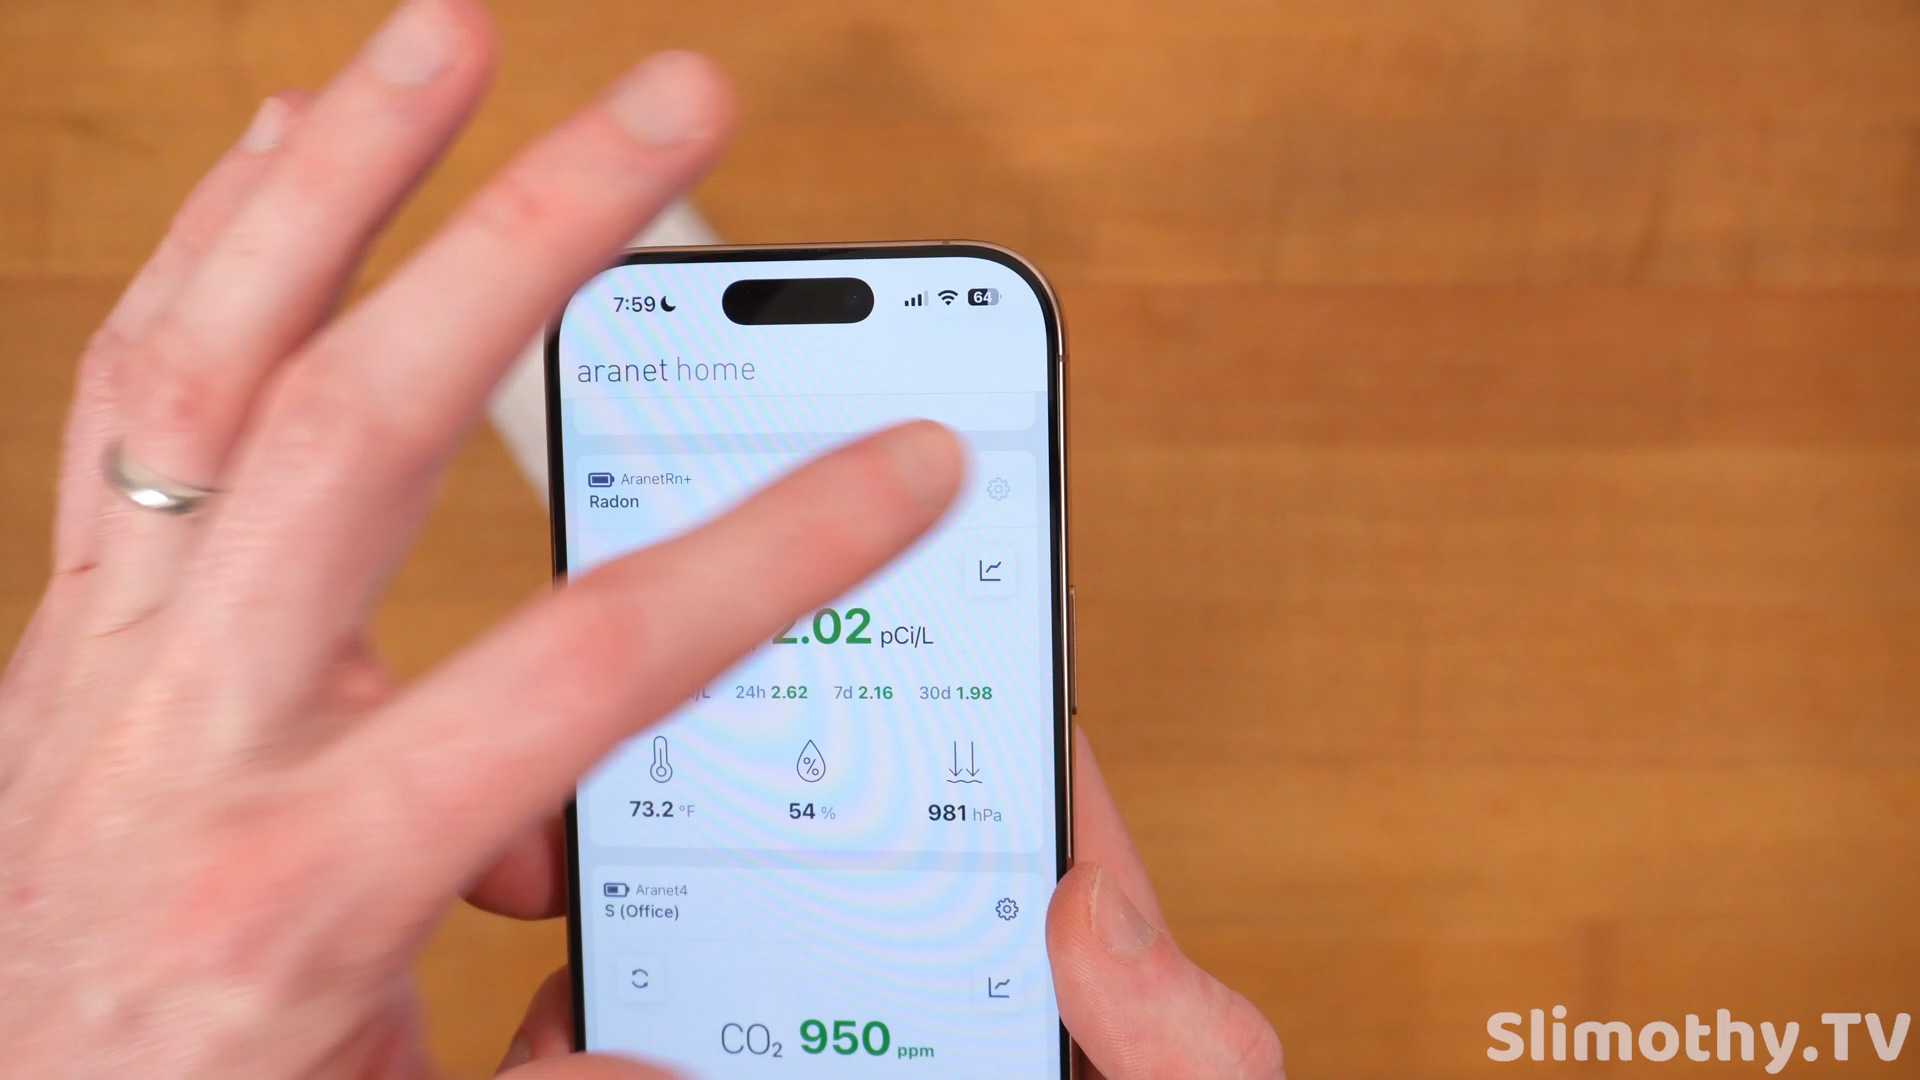 7:59 64
aranet home
AranetRn+
Radon
2.02 pCi/L
24h 2.62 7d 2.16 30d 1.98
73.2 °F 54 % 981 hPa
Aranet4
S (Office)
CO₂ 950 ppm
Slimothy.TV